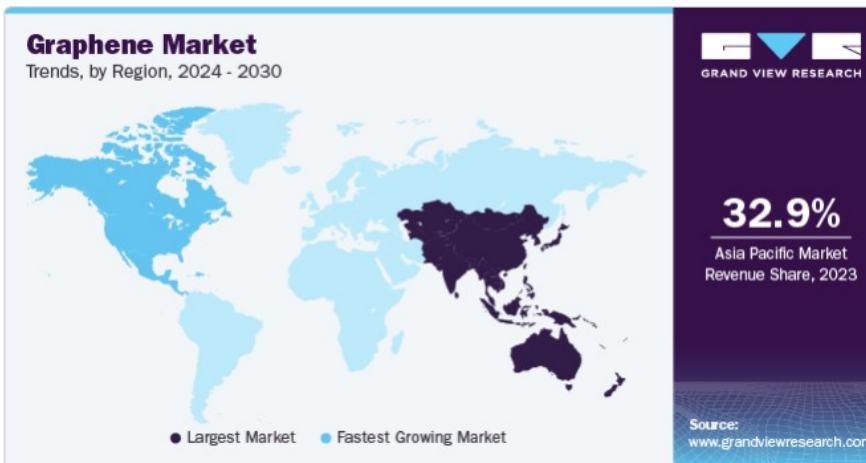 Graphene Market
Trends, by Region, 2024 - 2030
GRAND VIEW RESEARCH
32.9%
Asia Pacific Market
Revenue Share, 2023
Largest Market
Fastest Growing Market
Source:
www.grandviewresearch.com